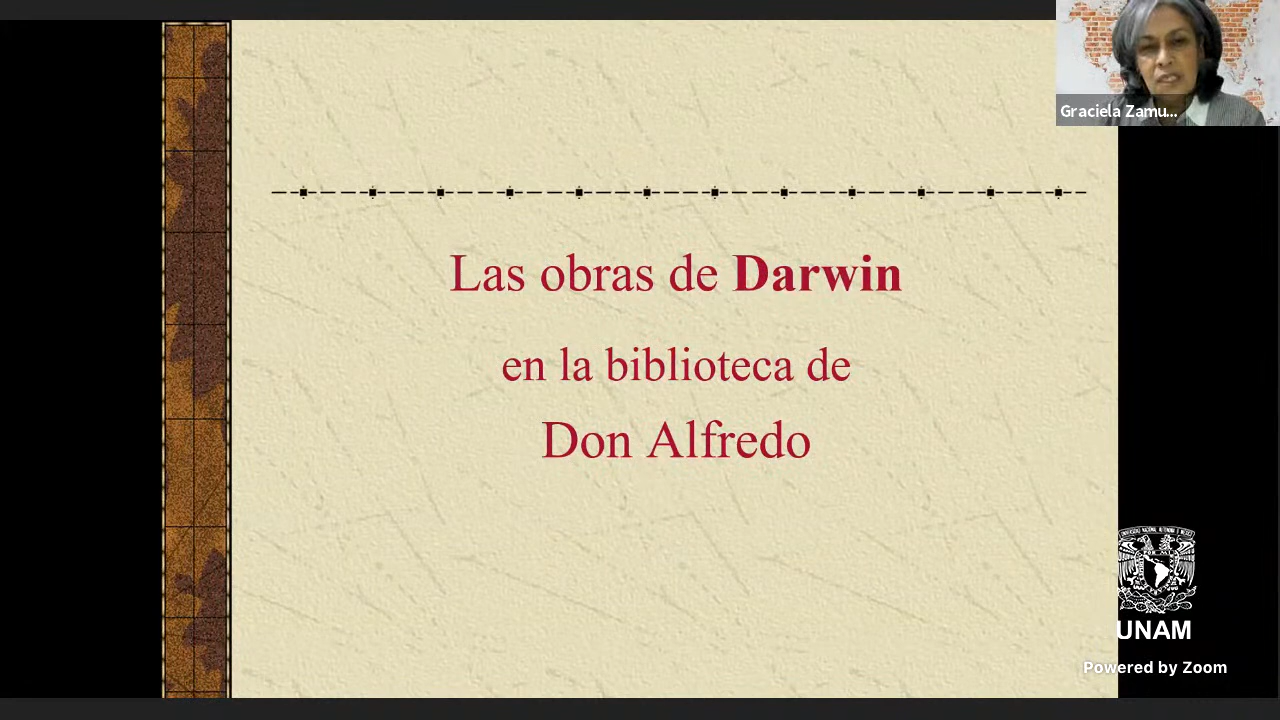 Graciela Zamu...
Las obras de Darwin
en la biblioteca de
Don Alfredo
UNAM
Powered by Zoom